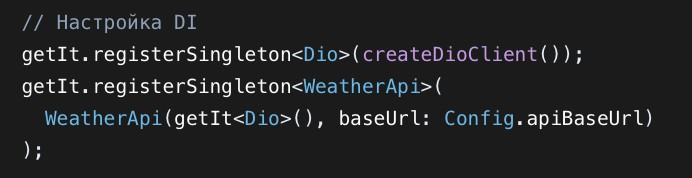 // Настройка DI
getIt.registerSingleton<Dio>(createDioClient());
getIt.registerSingleton<WeatherApi>(
  WeatherApi(getIt<Dio>(), baseUrl: Config.apiBaseUrl)
);